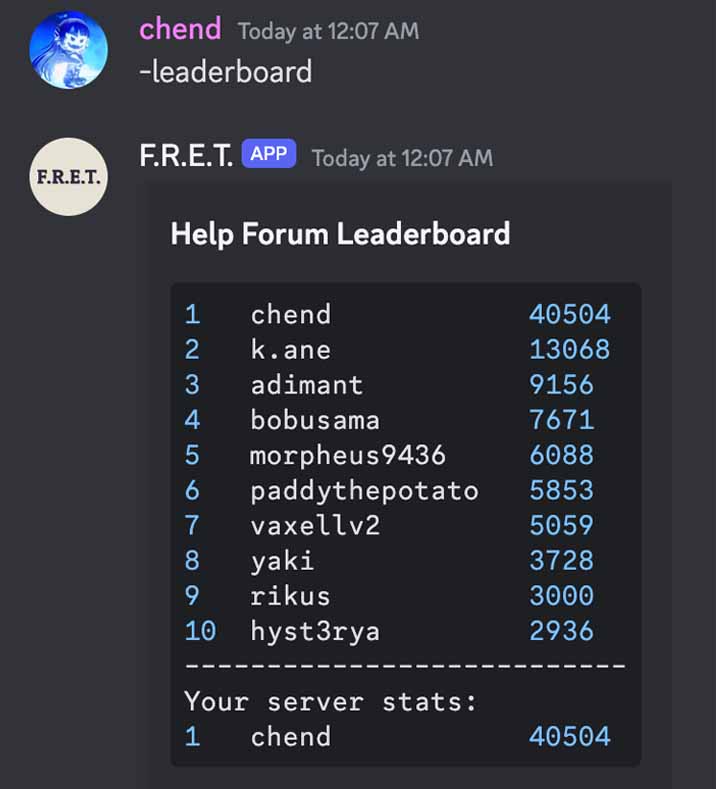 chend Today at 12:07 AM
-leaderboard
F.R.E.T.
F.R.E.T. APP Today at 12:07 AM
Help Forum Leaderboard
1 chend 40504
2 k.ane 13068
3 adimant 9156
4 bobusama 7671
5 morpheus9436 6088
6 paddythepotato 5853
7 vaxellv2 5059
8 yaki 3728
9 rikus 3000
10 hyst3rya 2936
---------------------------
Your server stats:
1 chend 40504